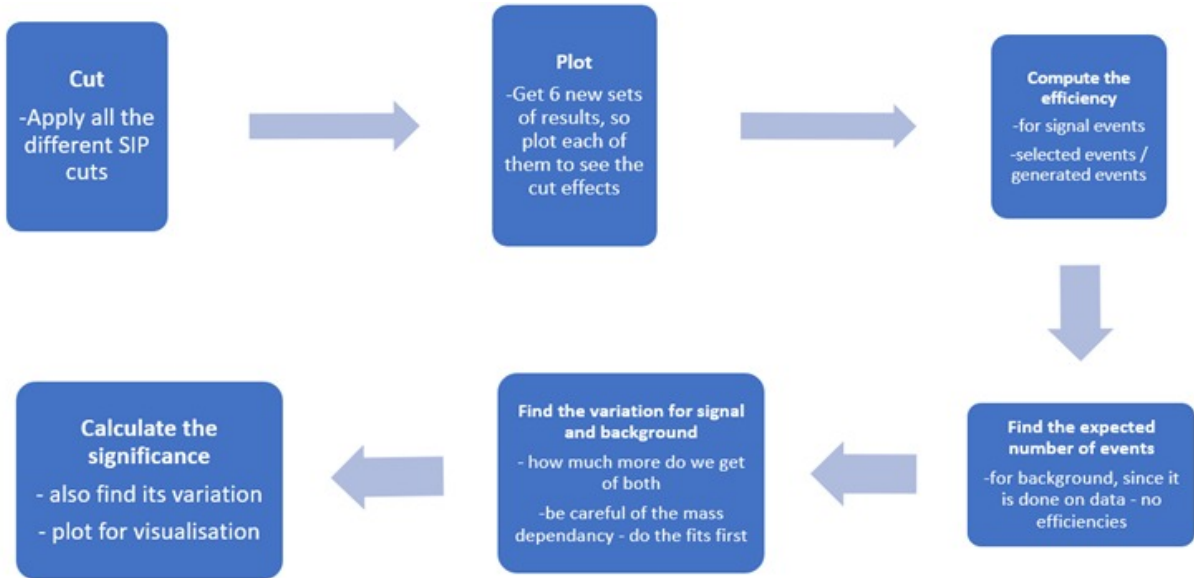 Cut
-Apply all the
different SIP
cuts
Plot
-Get 6 new sets
of results, so
plot each of
them to see the
cut effects
Compute the
efficiency
-for signal events
-selected events /
generated events
Find the expected
number of events
-for background, since it
is done on data - no
efficiencies
Find the variation for signal
and background
- how much more do we get
of both
-be careful of the mass
dependancy - do the fits first
Calculate the
significance
- also find its variation
- plot for visualisation